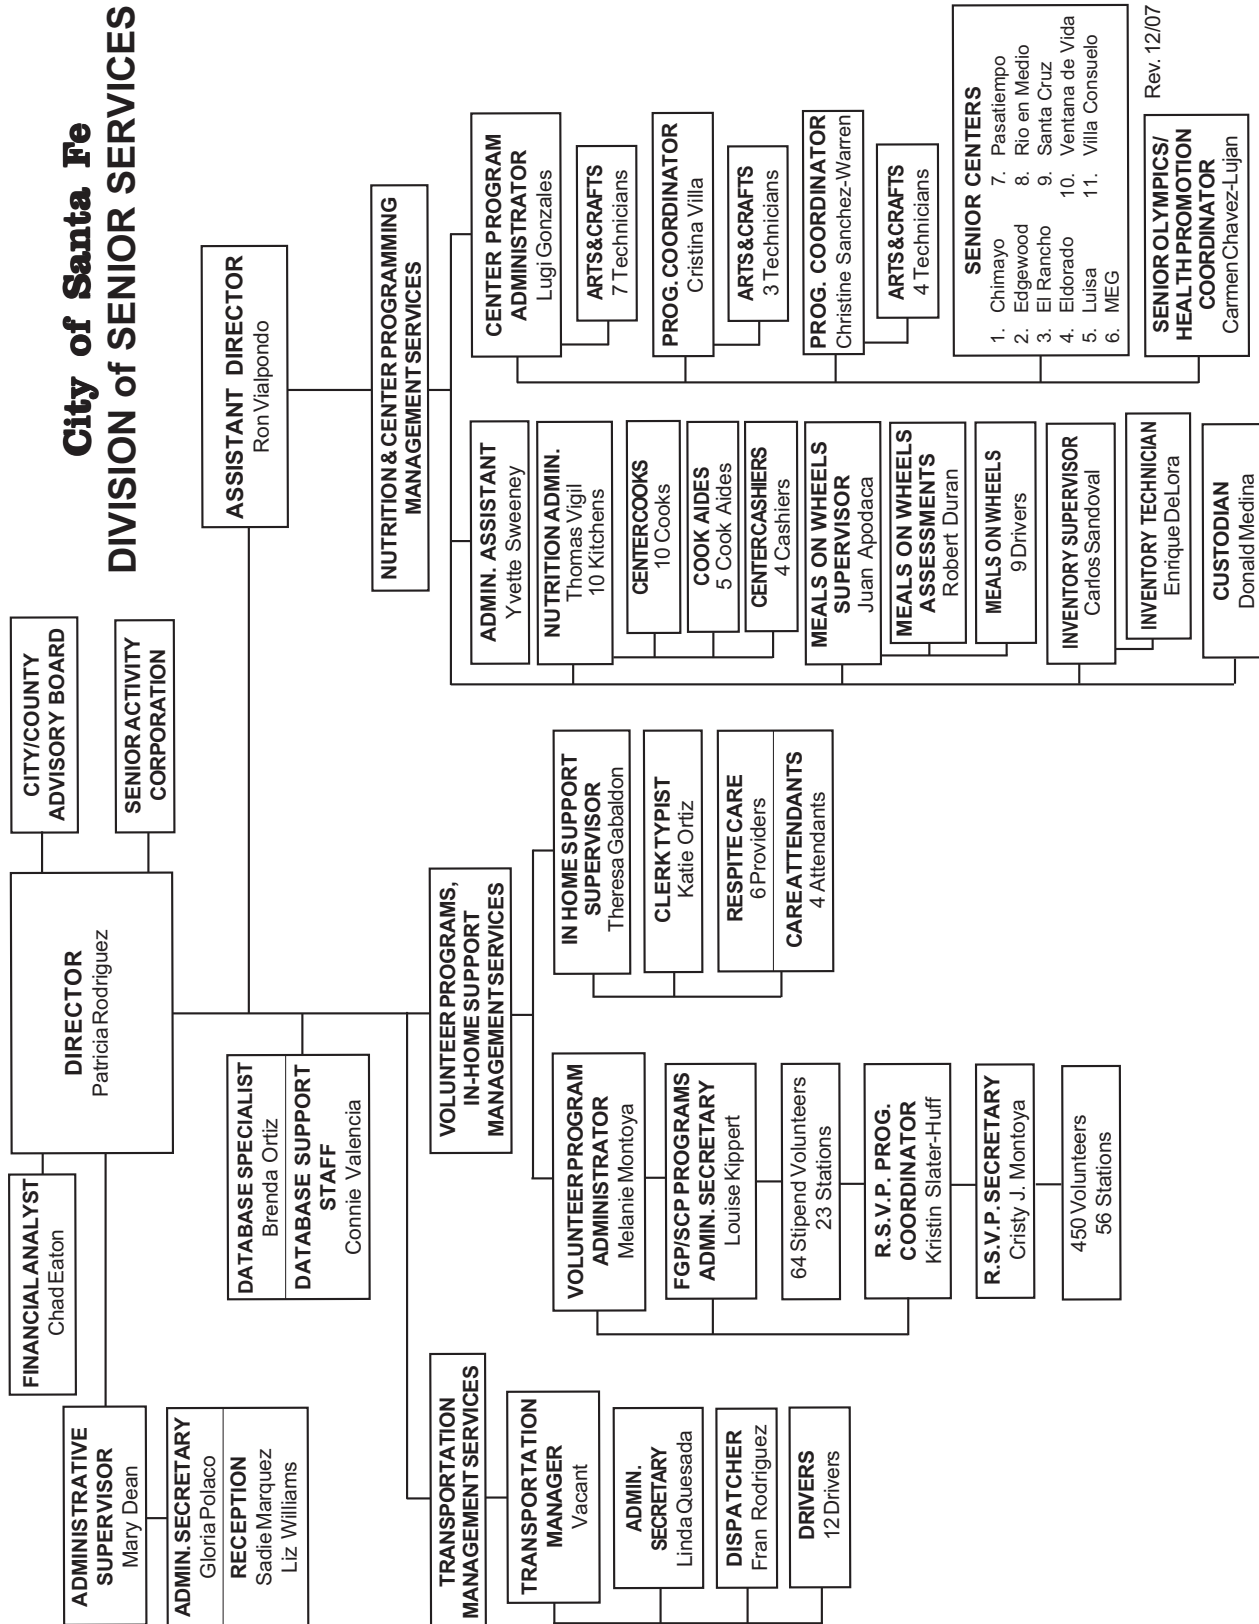 City of Santa Fe
DIVISION of SENIOR SERVICES
DIRECTOR
Patricia Rodriguez
CITY/COUNTY
ADVISORY BOARD
SENIOR ACTIVITY
CORPORATION
FINANCIAL ANALYST
Chad Eaton
ADMINISTRATIVE
SUPERVISOR
Mary Dean
ADMIN. SECRETARY
Gloria Polaco
RECEPTION
Sadie Marquez
Liz Williams
DATABASE SPECIALIST
Brenda Ortiz
DATABASE SUPPORT
STAFF
Connie Valencia
ASSISTANT DIRECTOR
Ron Vialpondo
TRANSPORTATION
MANAGEMENT SERVICES
TRANSPORTATION
MANAGER
Vacant
ADMIN.
SECRETARY
Linda Quesada
DISPATCHER
Fran Rodriguez
DRIVERS
12 Drivers
VOLUNTEER PROGRAMS,
IN-HOME SUPPORT
MANAGEMENT SERVICES
VOLUNTEER PROGRAM
ADMINISTRATOR
Melanie Montoya
FGP/SCP PROGRAMS
ADMIN. SECRETARY
Louise Kippert
64 Stipend Volunteers
23 Stations
R.S.V.P. PROG.
COORDINATOR
Kristin Slater-Huff
R.S.V.P. SECRETARY
Cristy J. Montoya
450 Volunteers
56 Stations
IN HOME SUPPORT
SUPERVISOR
Theresa Gabaldon
CLERK TYPIST
Katie Ortiz
RESPITE CARE
6 Providers
CARE ATTENDANTS
4 Attendants
NUTRITION & CENTER PROGRAMMING
MANAGEMENT SERVICES
ADMIN. ASSISTANT
Yvette Sweeney
NUTRITION ADMIN.
Thomas Vigil
10 Kitchens
CENTER COOKS
10 Cooks
COOK AIDES
5 Cook Aides
CENTER CASHIERS
4 Cashiers
MEALS ON WHEELS
SUPERVISOR
Juan Apodaca
MEALS ON WHEELS
ASSESSMENTS
Robert Duran
MEALS ON WHEELS
9 Drivers
INVENTORY SUPERVISOR
Carlos Sandoval
INVENTORY TECHNICIAN
Enrique DeLora
CUSTODIAN
Donald Medina
CENTER PROGRAM
ADMINISTRATOR
Lugi Gonzales
ARTS & CRAFTS
7 Technicians
PROG. COORDINATOR
Cristina Villa
ARTS & CRAFTS
3 Technicians
PROG. COORDINATOR
Christine Sanchez-Warren
ARTS & CRAFTS
4 Technicians
SENIOR CENTERS
1. Chimayo 7. Pasatiempo
2. Edgewood 8. Rio en Medio
3. El Rancho 9. Santa Cruz
4. Eldorado 10. Ventana de Vida
5. Luisa 11. Villa Consuelo
6. MEG
SENIOR OLYMPICS/
HEALTH PROMOTION
COORDINATOR
Carmen Chavez-Lujan
Rev. 12/07